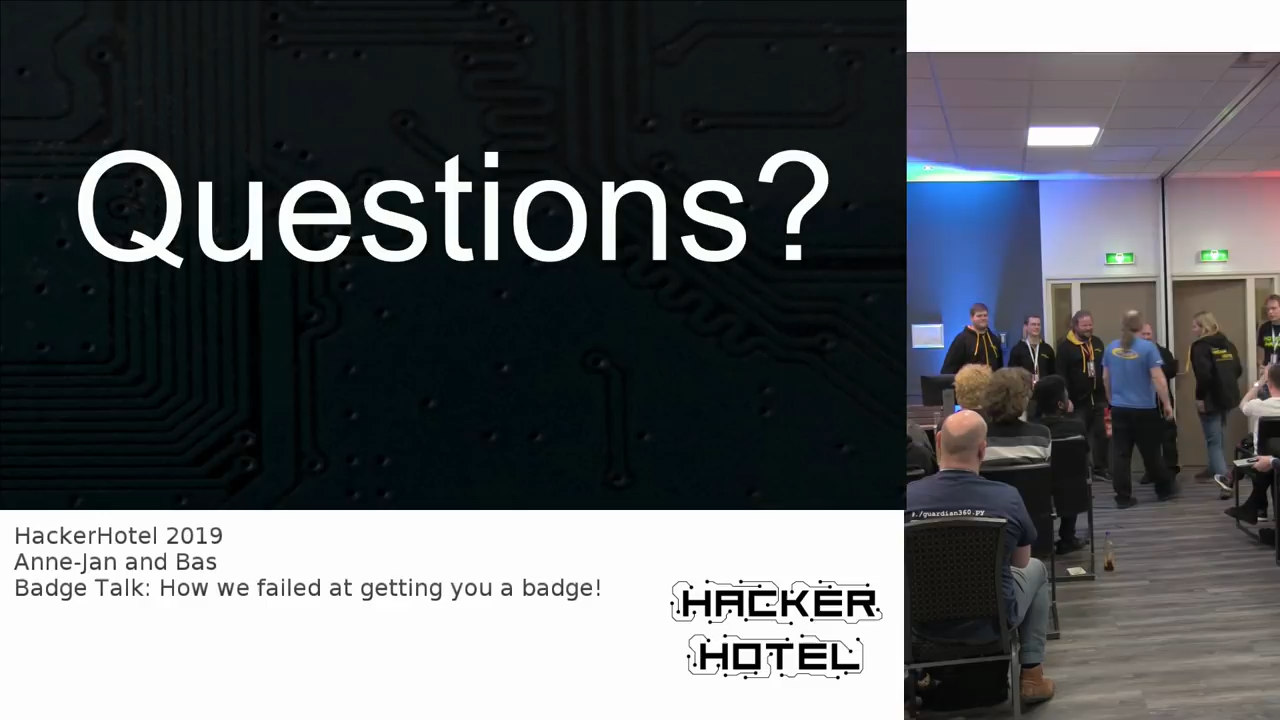 Questions?
HackerHotel 2019
Anne-Jan and Bas
Badge Talk: How we failed at getting you a badge!
HACKER
HOTEL
#./guardian360.py